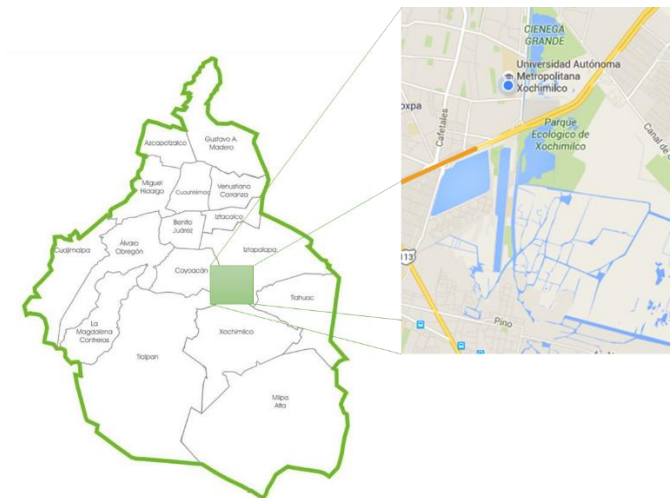 Azcapotzalco
Gustavo A.
Madero
Miguel
Hidalgo
Cuauhtémoc
Venustiano
Carranza
Iztacalco
Benito
Juárez
Cuajimalpa
Álvaro
Obregón
Iztapalapa
Coyoacán
Tlahuac
La
Magdalena
Contreras
Xochimilco
Tlalpan
Milpa
Alta
CIENEGA
GRANDE
Universidad Autónoma
Metropolitana
Xochimilco
oxpa
Cafetales
Parque
Ecológico de
Xochimilco
Canal de
113
Pino